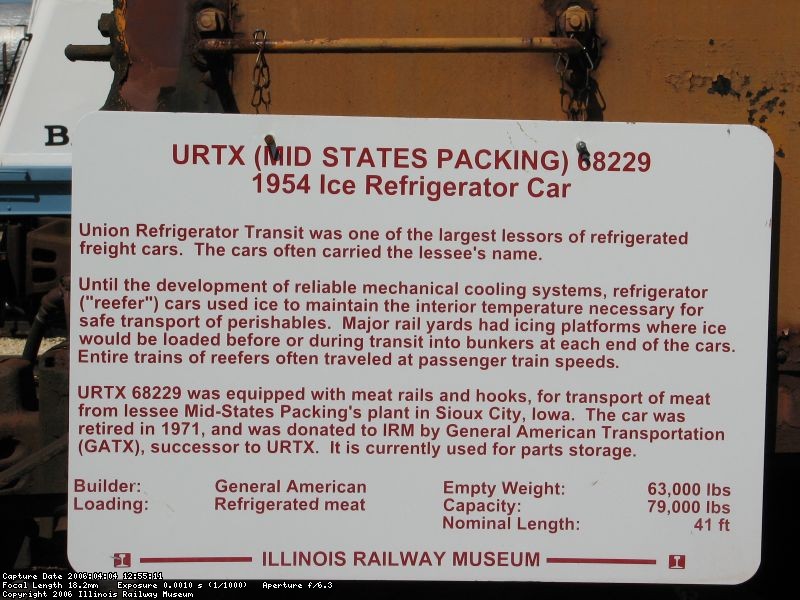 B
URTX (MID STATES PACKING) 68229
1954 Ice Refrigerator Car
Union Refrigerator Transit was one of the largest lessors of refrigerated
freight cars. The cars often carried the lessee's name.
Until the development of reliable mechanical cooling systems, refrigerator
("reefer") cars used ice to maintain the interior temperature necessary for
safe transport of perishables. Major rail yards had icing platforms where ice
would be loaded before or during transit into bunkers at each end of the cars.
Entire trains of reefers often traveled at passenger train speeds.
URTX 68229 was equipped with meat rails and hooks, for transport of meat
from lessee Mid-States Packing's plant in Sioux City, Iowa. The car was
retired in 1971, and was donated to IRM by General American Transportation
(GATX), successor to URTX. It is currently used for parts storage.
Builder: General American Empty Weight: 63,000 lbs
Loading: Refrigerated meat Capacity: 79,000 lbs
Nominal Length: 41 ft
ILLINOIS RAILWAY MUSEUM
Capture Date 2006:04:04 12:55:11
Focal Length 18.2mm Exposure 0.0010 s (1/1000) Aperture f/6.3
Copyright 2006 Illinois Railway Museum